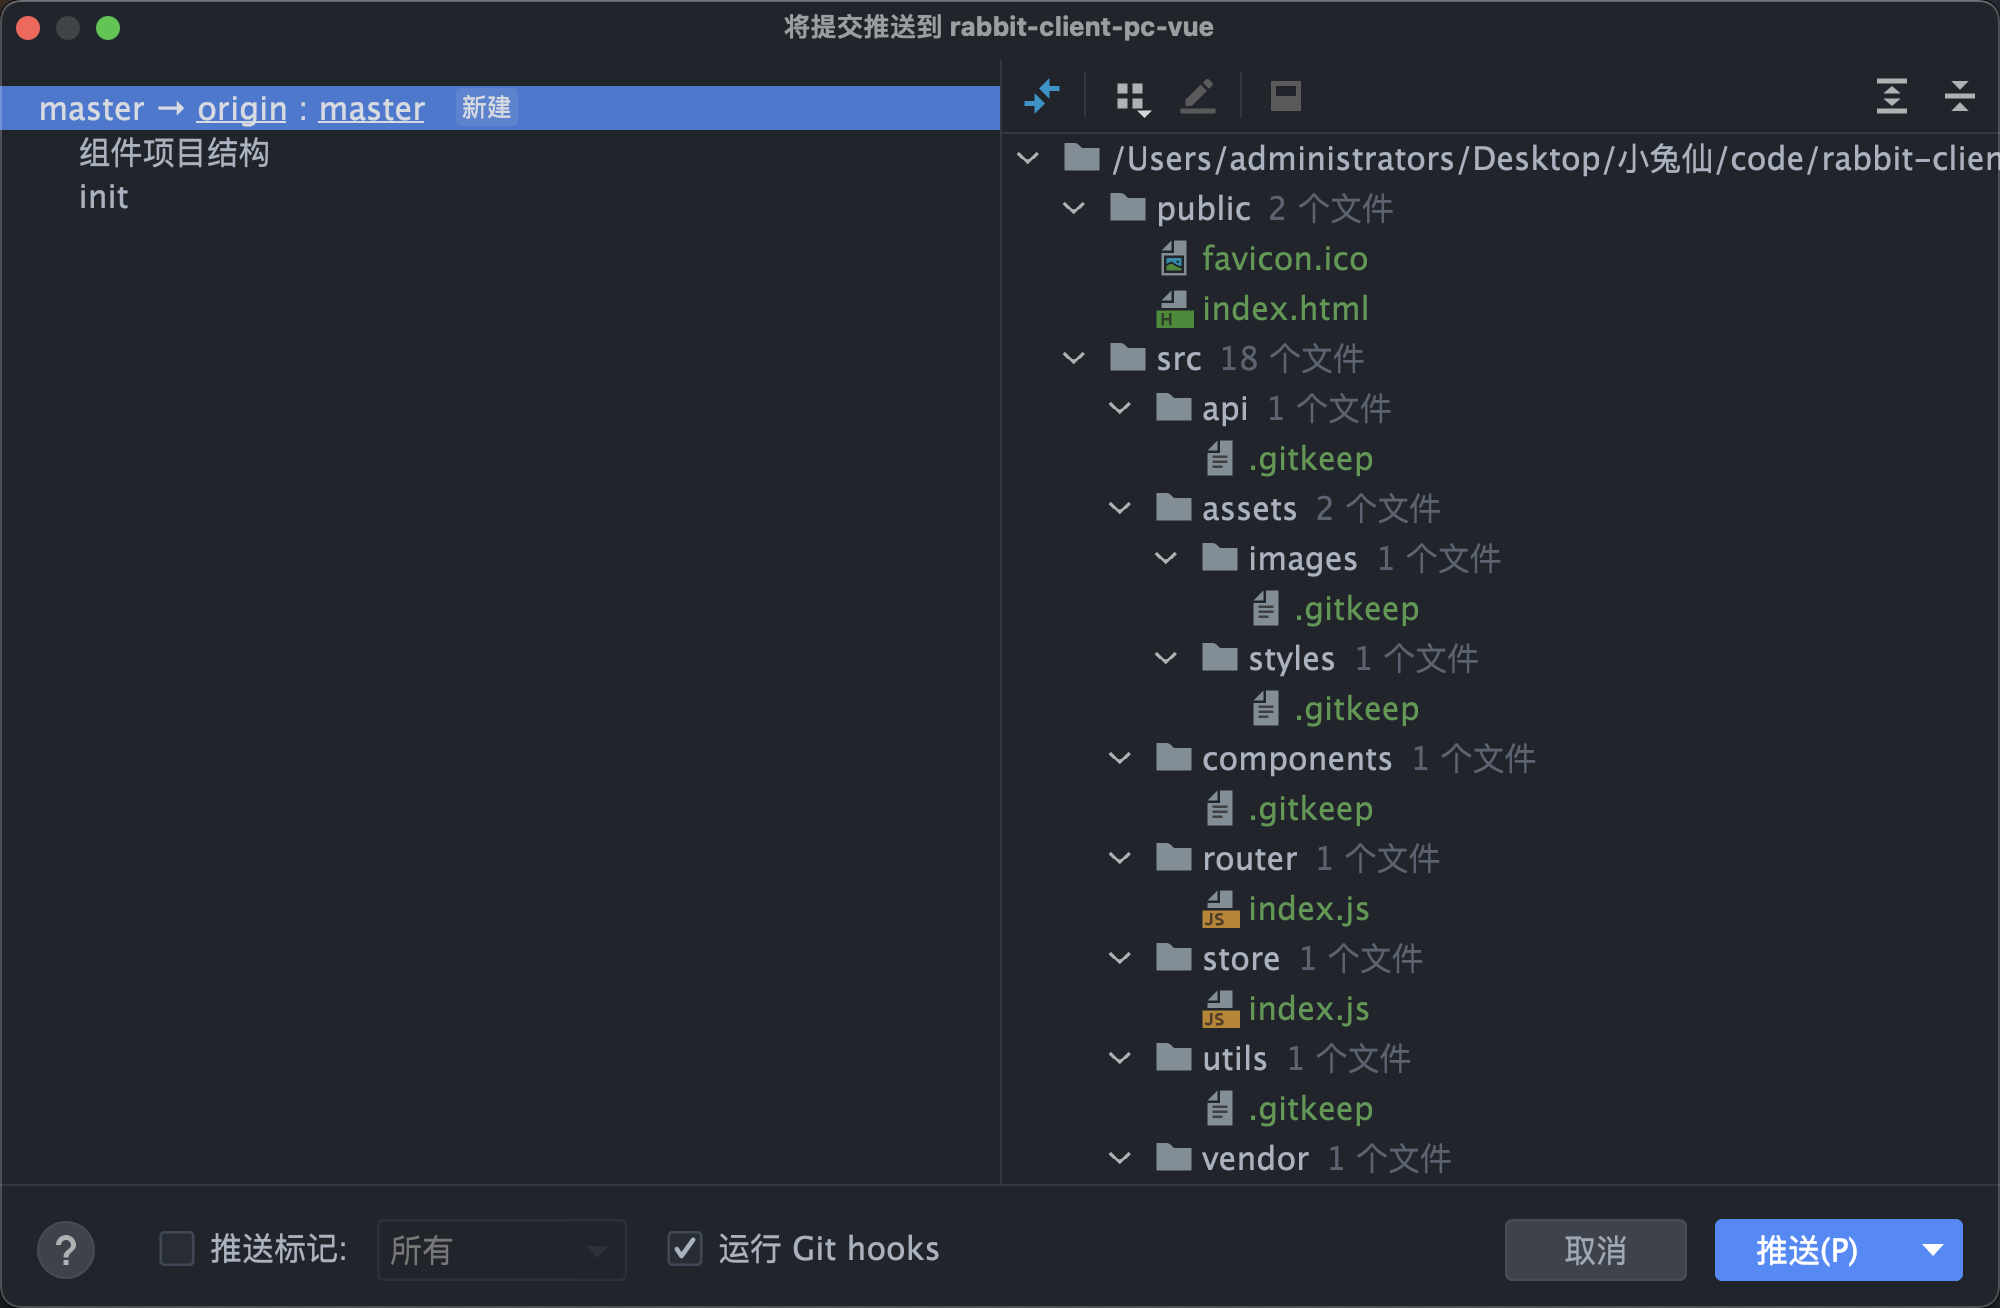 将提交推送到 rabbit-client-pc-vue
master → origin : master 新建
组件项目结构
init
/Users/administrators/Desktop/小兔仙/code/rabbit-clien
public 2 个文件
favicon.ico
H
index.html
src 18 个文件
api 1 个文件
.gitkeep
assets 2 个文件
images 1 个文件
.gitkeep
styles 1 个文件
.gitkeep
components 1 个文件
.gitkeep
router 1 个文件
JS index.js
store 1 个文件
JS index.js
utils 1 个文件
.gitkeep
vendor 1 个文件
? 推送标记: 所有 运行 Git hooks 取消 推送(P)